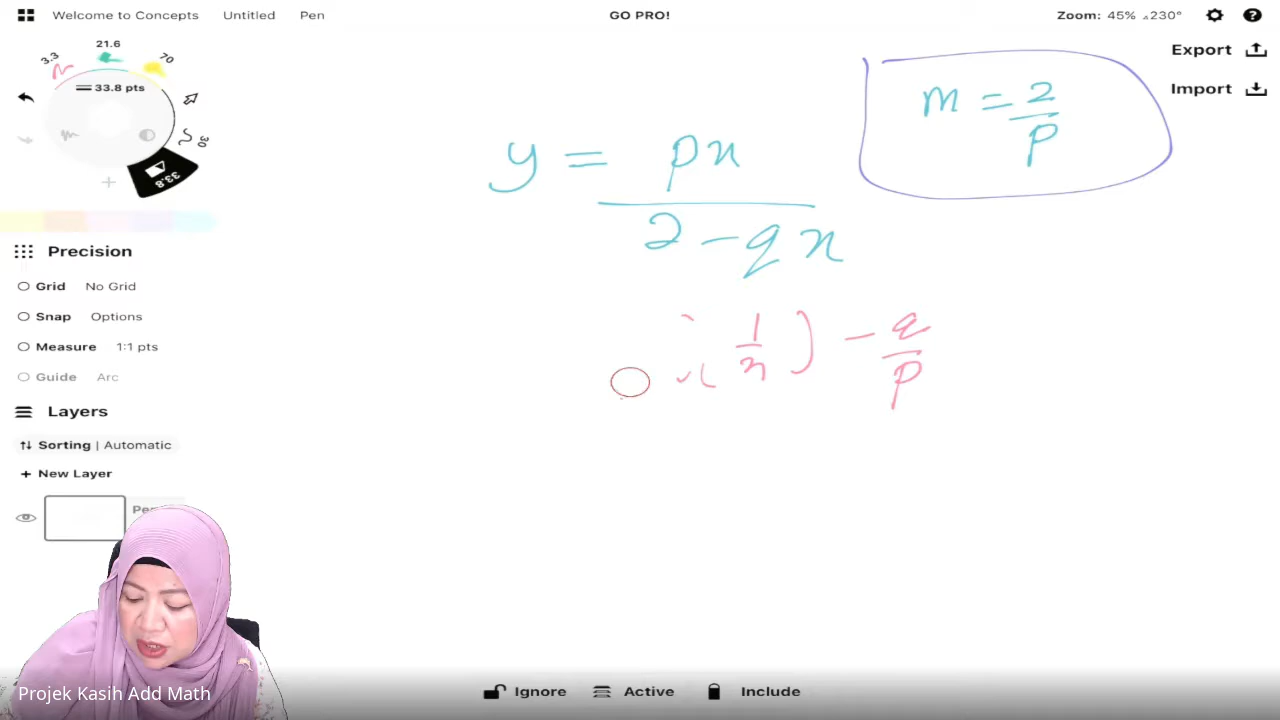 Welcome to Concepts Untitled Pen GO PRO! Zoom: 45% 230°
Export
Import
3.3 21.6 70
33.8 pts
30
33.8
m = 2/p
y = px/(2 - qx)
(1/x) - q/p
Precision
Grid No Grid
Snap Options
Measure 1:1 pts
Guide Arc
Layers
Sorting | Automatic
+ New Layer
Projek Kasih Add Math
Ignore Active Include